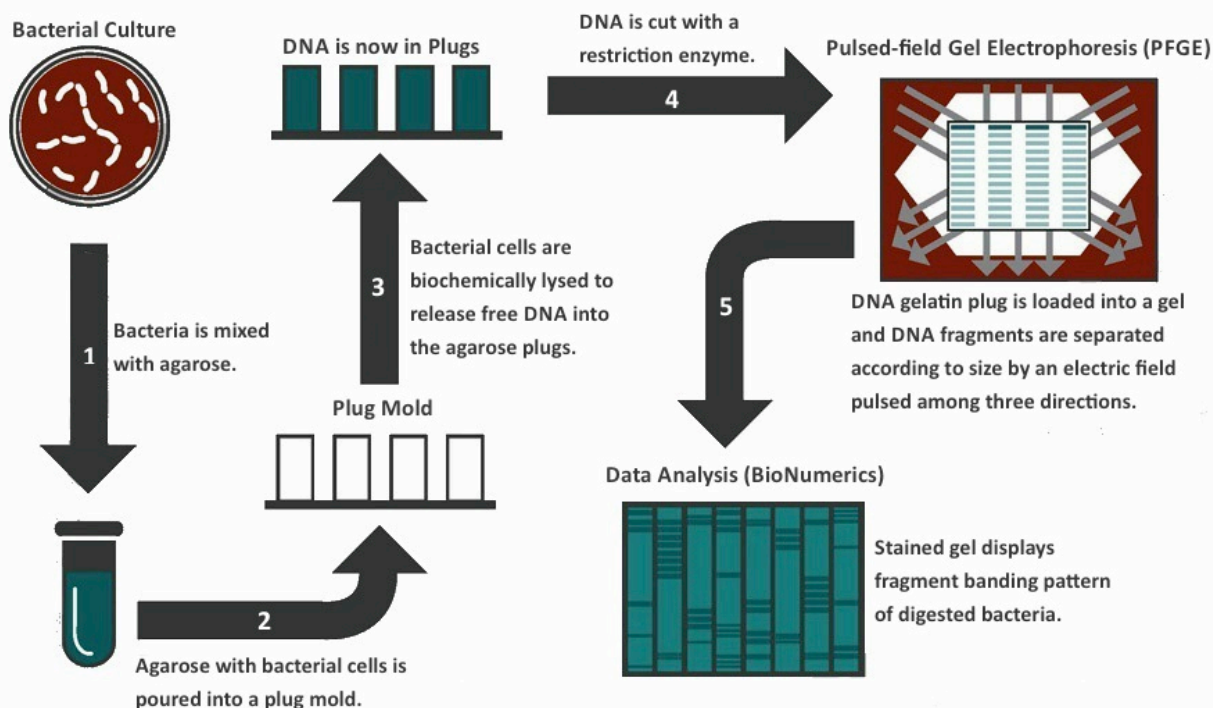 Bacterial Culture
1
Bacteria is mixed
with agarose.
2
Agarose with bacterial cells is
poured into a plug mold.
Plug Mold
3
Bacterial cells are
biochemically lysed to
release free DNA into
the agarose plugs.
DNA is now in Plugs
DNA is cut with a
restriction enzyme.
4
Pulsed-field Gel Electrophoresis (PFGE)
DNA gelatin plug is loaded into a gel
and DNA fragments are separated
according to size by an electric field
pulsed among three directions.
5
Data Analysis (BioNumerics)
Stained gel displays
fragment banding pattern
of digested bacteria.